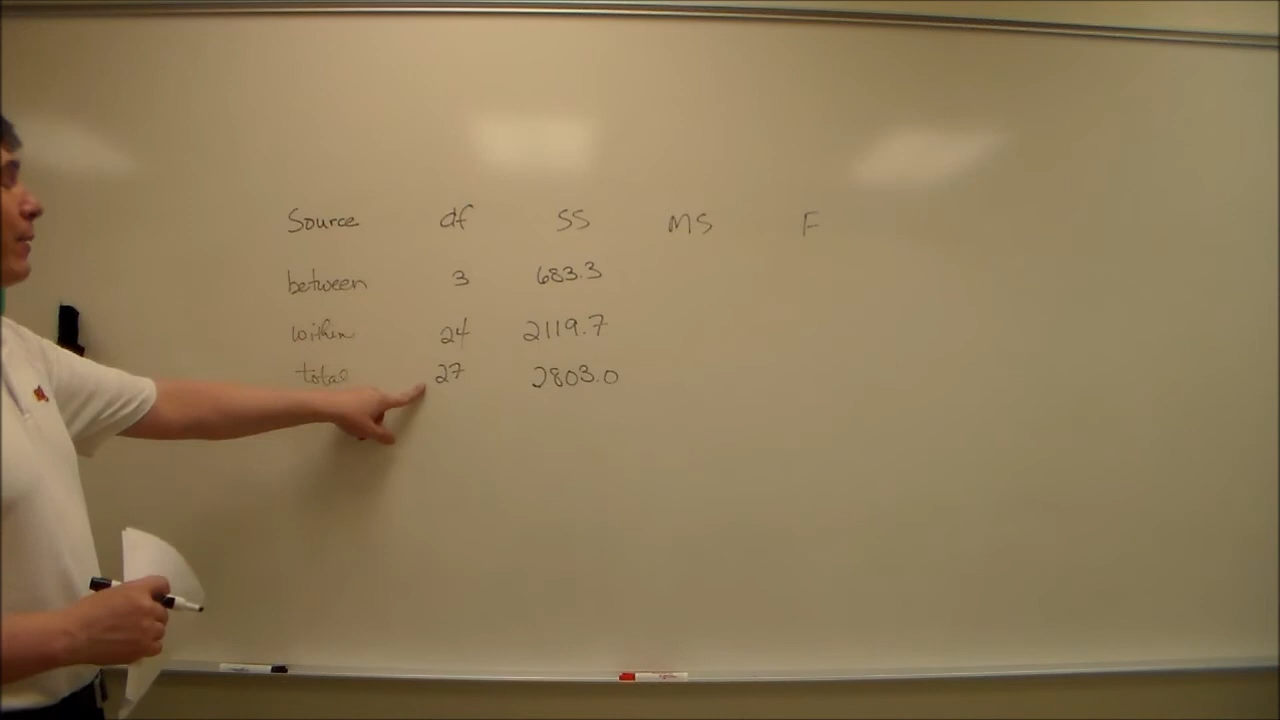 Source df SS MS F
between 3 683.3
within 24 2119.7
total 27 2803.0